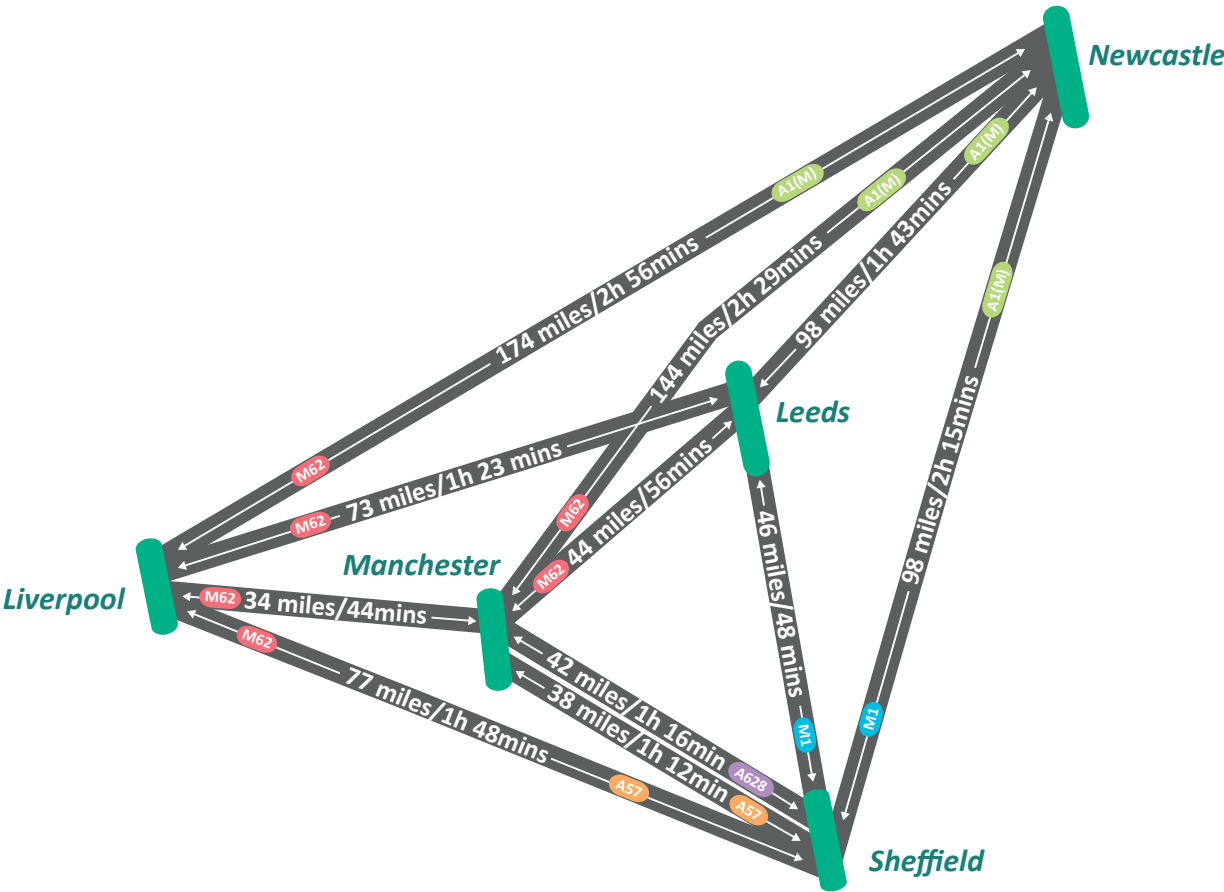 Newcastle
A1(M)
A1(M)
A1(M)
174 miles/2h 56mins
144 miles/2h 29mins
98 miles/1h 43mins
A1(M)
Leeds
M62
73 miles/1h 23 mins
M62
M62
44 miles/56mins
M62
98 miles/2h 15mins
46 miles/48 mins
M1
M1
Manchester
Liverpool
M62
34 miles/44mins
M62
77 miles/1h 48mins
A57
42 miles/1h 16min
A628
38 miles/1h 12min
A57
Sheffield